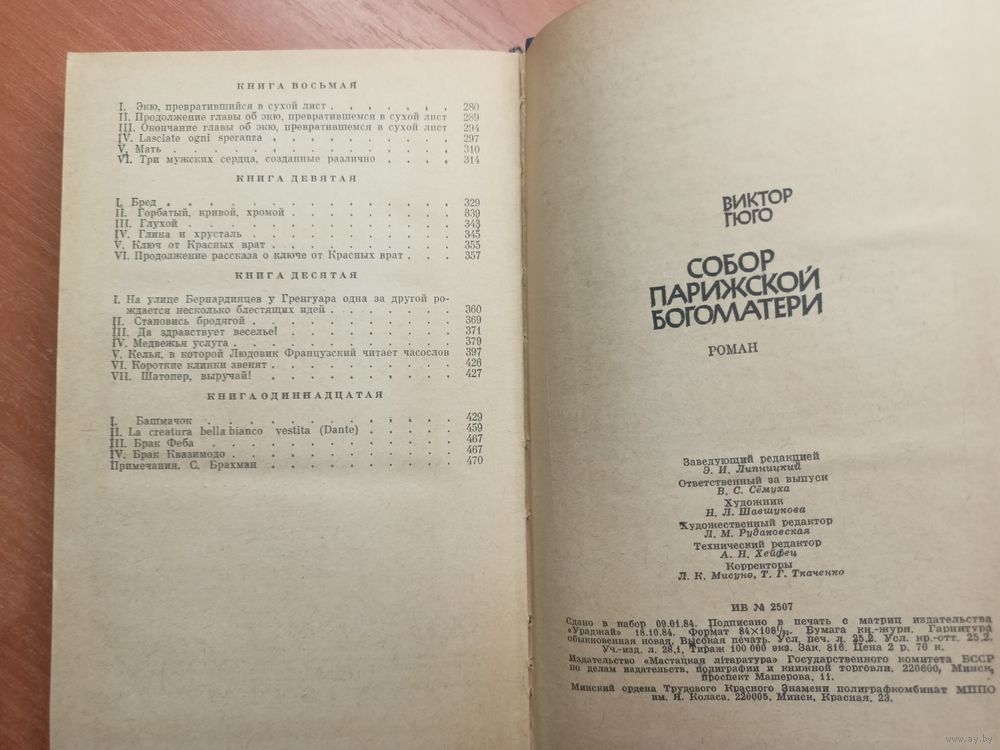 КНИГА ВОСЬМАЯ
I. Экю, превратившийся в сухой лист . . . . . . 280
II. Продолжение главы об экю, превратившемся в сухой лист 289
III. Окончание главы об экю, превратившемся в сухой лист 294
IV. Lasciate ogni speranza . . . . . . . . . 297
V. Мать . . . . . . . . . . . . . 310
VI. Три мужских сердца, созданные различно . . . . 314
КНИГА ДЕВЯТАЯ
I. Бред . . . . . . . . . . . . . 329
II. Горбатый, кривой, хромой . . . . . . . . 339
III. Глухой . . . . . . . . . . . . 343
IV. Глина и хрусталь . . . . . . . . . . 345
V. Ключ от Красных врат . . . . . . . . . 355
VI. Продолжение рассказа о ключе от Красных врат . . . 357
КНИГА ДЕСЯТАЯ
I. На улице Бернардинцев у Гренгуара одна за другой ро-
ждается несколько блестящих идей . . . . . . 360
II. Становись бродягой . . . . . . . . . . 369
III. Да здравствует веселье! . . . . . . . . . 371
IV. Медвежья услуга . . . . . . . . . . . 379
V. Келья, в которой Людовик Французский читает часослов 397
VI. Короткие клинки звенят . . . . . . . . . 426
VII. Шатопер, выручай! . . . . . . . . . . 427
КНИГА ОДИННАДЦАТАЯ
I. Башмачок . . . . . . . . . . . . 429
II. La creatura bella bianco vestita (Dante) . . . . . 459
III. Брак Феба . . . . . . . . . . . . 467
IV. Брак Квазимодо . . . . . . . . . . . 467
Примечания. С. Брахман . . . . . . . . . . 470
ВИКТОР
ГЮГО
СОБОР
ПАРИЖСКОЙ
БОГОМАТЕРИ
РОМАН
Заведующий редакцией
Э. И. Липницкий
Ответственный за выпуск
В. С. Сёмуха
Художник
Н. Л. Шавшукова
Художественный редактор
Л. М. Рудаковская
Технический редактор
А. Н. Хейфец
Корректоры
Л. К. Мисуно, Т. Г. Ткаченко
ИВ № 2507
Сдано в набор 09.01.84. Подписано в печать с матриц издательства
«Ураджай» 18.10.84. Формат 84×108 1/32. Бумага кн.-журн. Гарнитура
обыкновенная новая. Высокая печать. Усл. печ. л. 25,2. Усл. кр.-отт. 25,2.
Уч.-изд. л. 28,1. Тираж 100 000 экз. Зак. 816. Цена 2 р. 70 к.
Издательство «Мастацкая літаратура» Государственного комитета БССР
по делам издательств, полиграфии и книжной торговли. 220600, Минск,
проспект Машерова, 11.
Минский ордена Трудового Красного Знамени полиграфкомбинат МППО
им. Я. Коласа. 220005. Минск, Красная, 23.
www.ay.by